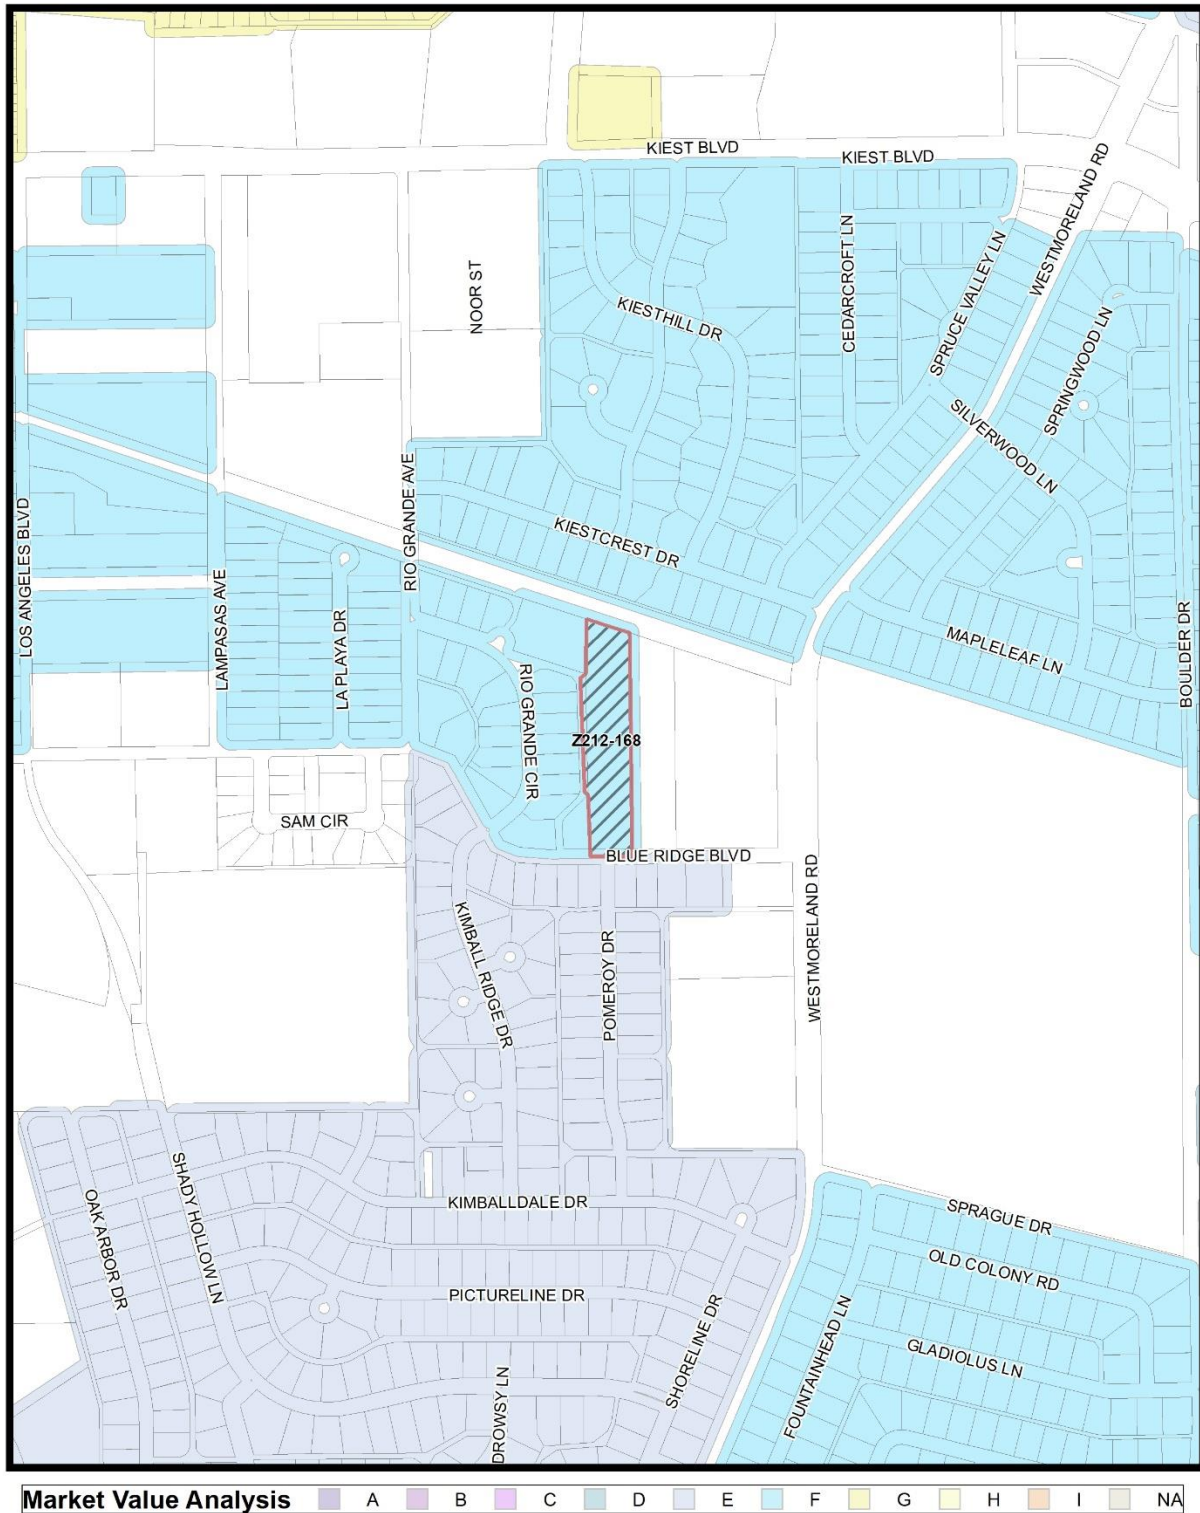 KIEST BLVD
KIEST BLVD
WESTMORELAND RD
NOOR ST
CEDARCROFT LN
SPRUCE VALLEY LN
KIESTHILL DR
SPRINGWOOD LN
SILVERWOOD LN
RIO GRANDE AVE
KIESTCREST DR
LOS ANGELES BLVD
LAMPASAS AVE
LA PLAYA DR
RIO GRANDE CIR
MAPLELEAF LN
BOULDER DR
Z212-168
SAM CIR
BLUE RIDGE BLVD
KIMBALL RIDGE DR
POMEROY DR
WESTMORELAND RD
OAK ARBOR DR
SHADY HOLLOW LN
KIMBALLDALE DR
SPRAGUE DR
OLD COLONY RD
PICTURELINE DR
SHORELINE DR
FOUNTAINHEAD LN
GLADIOLUS LN
DROWSY LN
Market Value Analysis A B C D E F G H I NA